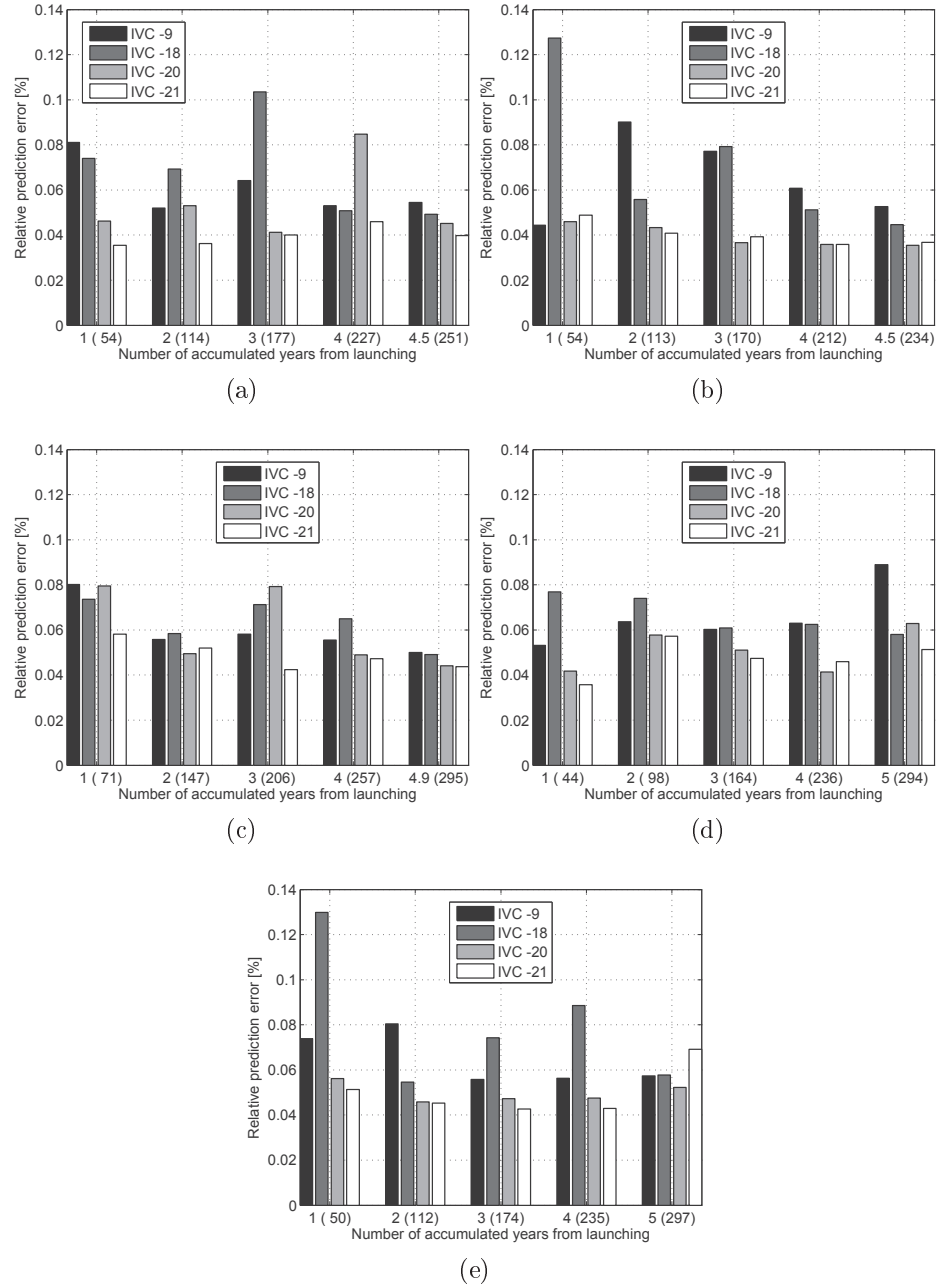 0.14
0.12
0.1
0.08
0.06
0.04
0.02
0
Relative prediction error [%]
IVC -9
IVC -18
IVC -20
IVC -21
1 ( 54) 2 (114) 3 (177) 4 (227) 4.5 (251)
Number of accumulated years from launching
(a)
0.14
0.12
0.1
0.08
0.06
0.04
0.02
0
Relative prediction error [%]
IVC -9
IVC -18
IVC -20
IVC -21
1 ( 54) 2 (113) 3 (170) 4 (212) 4.5 (234)
Number of accumulated years from launching
(b)
0.14
0.12
0.1
0.08
0.06
0.04
0.02
0
Relative prediction error [%]
IVC -9
IVC -18
IVC -20
IVC -21
1 ( 71) 2 (147) 3 (206) 4 (257) 4.9 (295)
Number of accumulated years from launching
(c)
0.14
0.12
0.1
0.08
0.06
0.04
0.02
0
Relative prediction error [%]
IVC -9
IVC -18
IVC -20
IVC -21
1 ( 44) 2 ( 98) 3 (164) 4 (236) 5 (294)
Number of accumulated years from launching
(d)
0.14
0.12
0.1
0.08
0.06
0.04
0.02
0
Relative prediction error [%]
IVC -9
IVC -18
IVC -20
IVC -21
1 ( 50) 2 (112) 3 (174) 4 (235) 5 (297)
Number of accumulated years from launching
(e)